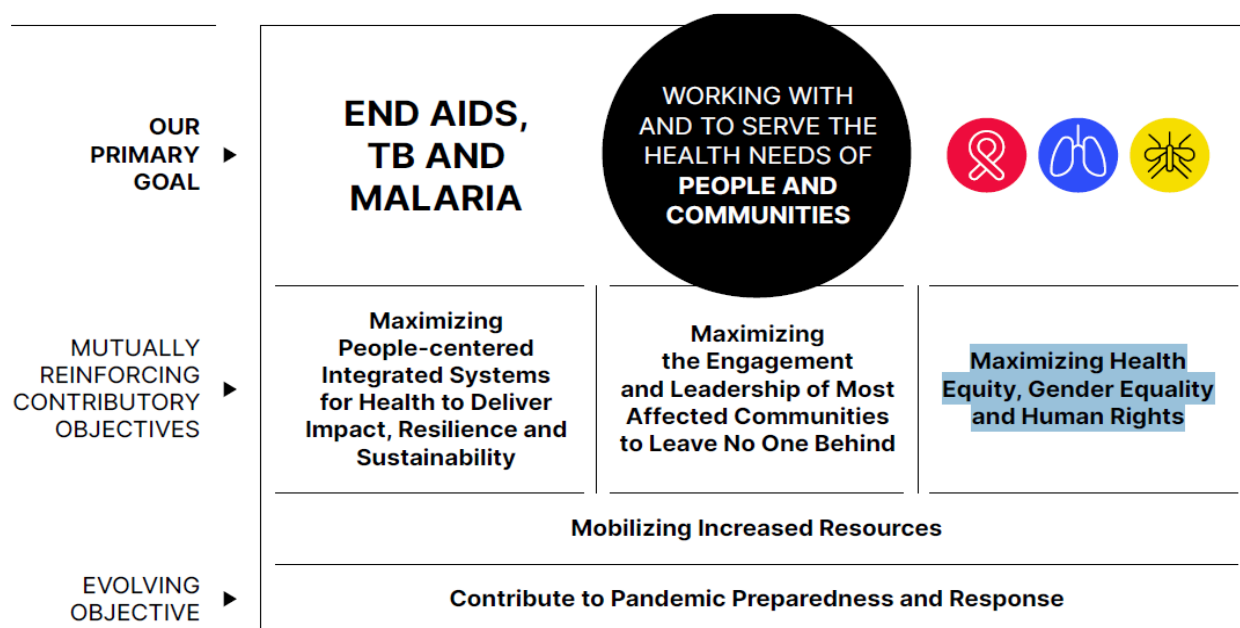 OUR
PRIMARY
GOAL
END AIDS,
TB AND
MALARIA
WORKING WITH
AND TO SERVE THE
HEALTH NEEDS OF
PEOPLE AND
COMMUNITIES
MUTUALLY
REINFORCING
CONTRIBUTORY
OBJECTIVES
Maximizing
People-centered
Integrated Systems
for Health to Deliver
Impact, Resilience and
Sustainability
Maximizing
the Engagement
and Leadership of Most
Affected Communities
to Leave No One Behind
Maximizing Health
Equity, Gender Equality
and Human Rights
Mobilizing Increased Resources
EVOLVING
OBJECTIVE
Contribute to Pandemic Preparedness and Response